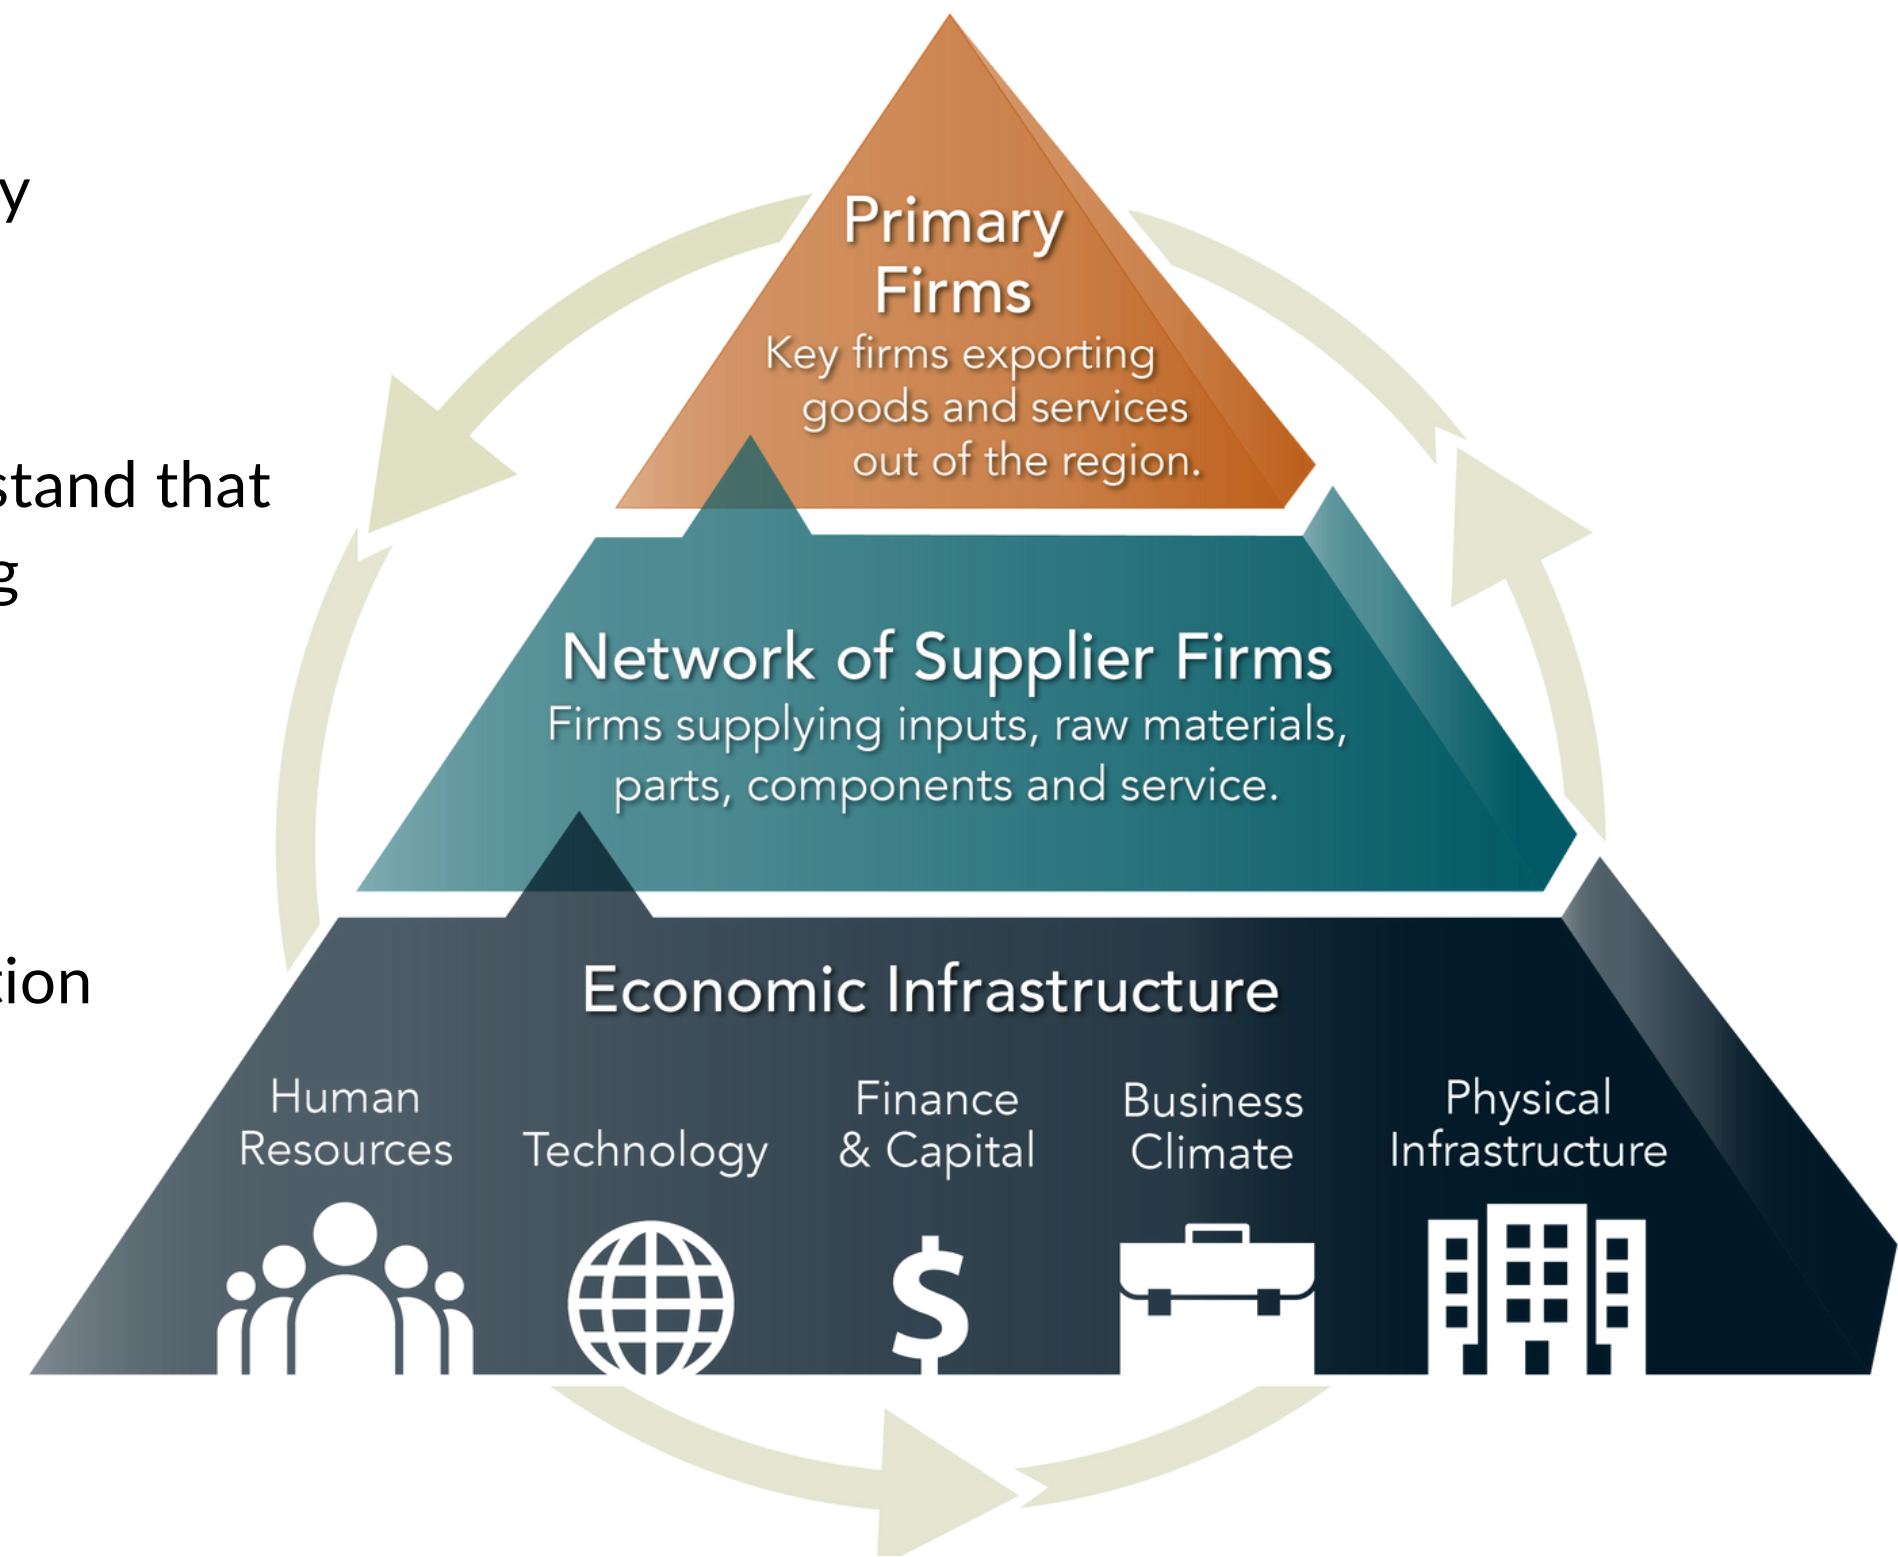 y
stand that
g
tion
Primary
Firms
Key firms exporting
goods and services
out of the region.
Network of Supplier Firms
Firms supplying inputs, raw materials,
parts, components and service.
Economic Infrastructure
Human
Resources
Technology
Finance
& Capital
Business
Climate
Physical
Infrastructure
$